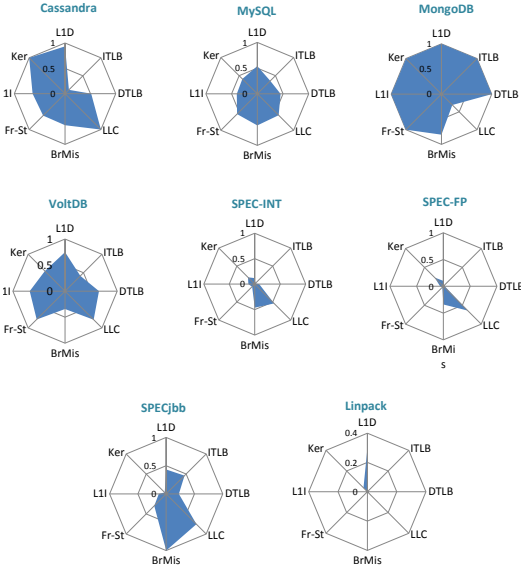 Cassandra
L1D
1
Ker
ITLB
0.5
1I
0
DTLB
Fr-St
LLC
BrMis
MySQL
L1D
1
Ker
ITLB
0.5
L1I
0
DTLB
Fr-St
LLC
BrMis
MongoDB
L1D
1
Ker
ITLB
0.5
L1I
0
DTLB
Fr-St
LLC
BrMis
VoltDB
L1D
1
Ker
ITLB
0.5
1I
0
DTLB
Fr-St
LLC
BrMis
SPEC-INT
L1D
1
Ker
ITLB
0.5
L1I
0
DTLB
Fr-St
LLC
BrMis
SPEC-FP
L1D
1
Ker
ITLB
0.5
L1I
0
DTLB
Fr-St
LLC
BrMi
s
SPECjbb
L1D
1
Ker
ITLB
0.5
L1I
0
DTLB
Fr-St
LLC
BrMis
Linpack
L1D
0.4
Ker
ITLB
0.2
L1I
0
DTLB
Fr-St
LLC
BrMis